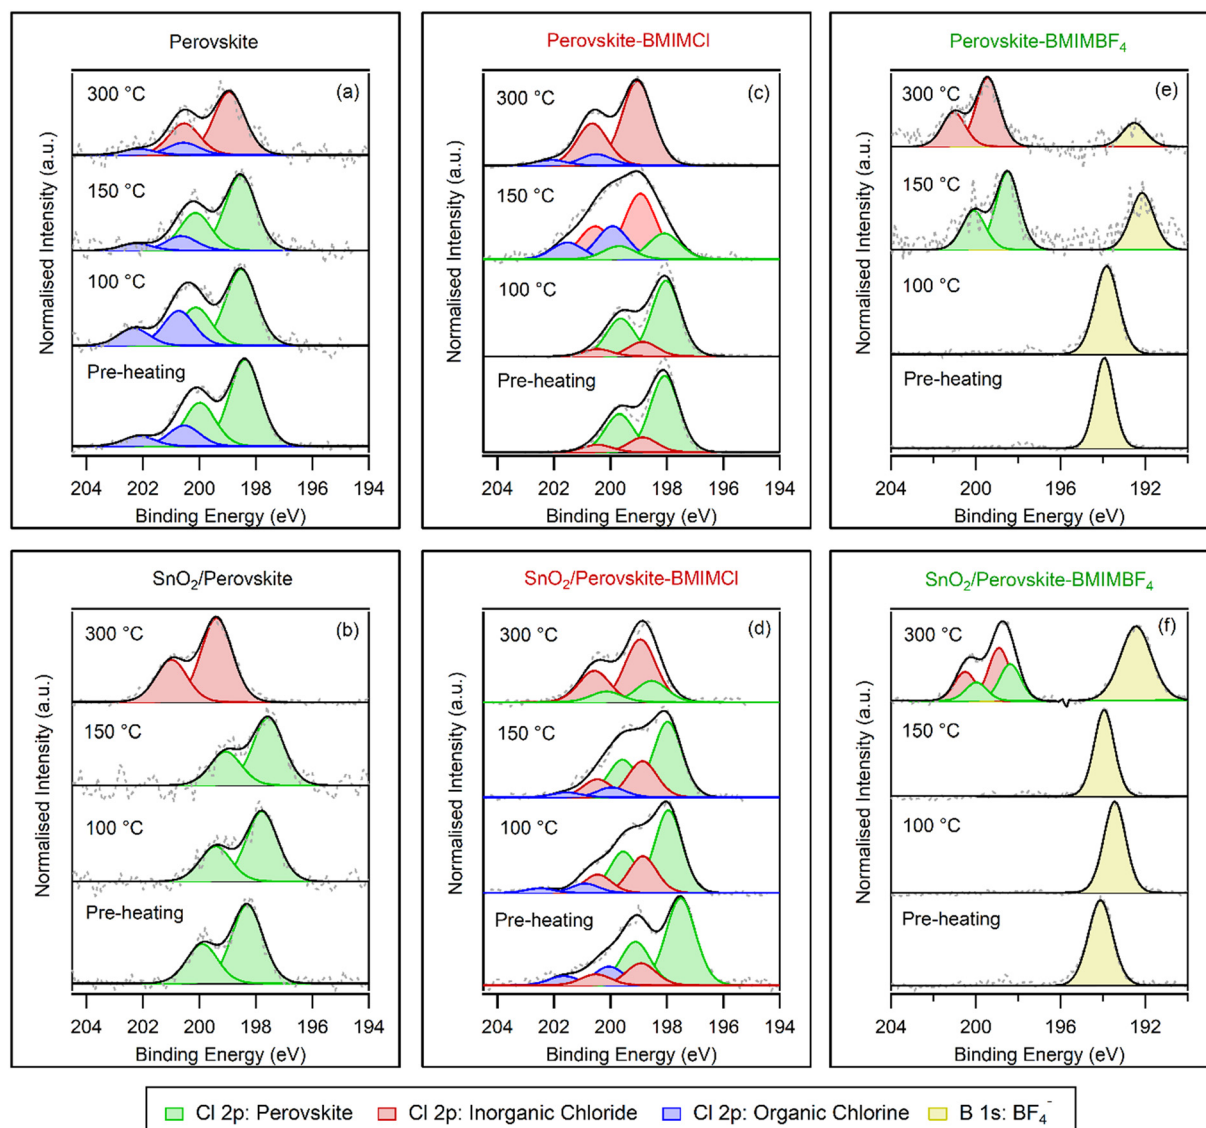 Perovskite
Normalised Intensity (a.u.)
(a)
300 °C
150 °C
100 °C
Pre-heating
204 202 200 198 196 194
Binding Energy (eV)
Perovskite-BMIMCl
Normalised Intensity (a.u.)
(c)
300 °C
150 °C
100 °C
Pre-heating
204 202 200 198 196 194
Binding Energy (eV)
Perovskite-BMIMBF₄
Normalised Intensity (a.u.)
(e)
300 °C
150 °C
100 °C
Pre-heating
204 200 196 192
Binding Energy (eV)
SnO₂/Perovskite
Normalised Intensity (a.u.)
(b)
300 °C
150 °C
100 °C
Pre-heating
204 202 200 198 196 194
Binding Energy (eV)
SnO₂/Perovskite-BMIMCl
Normalised Intensity (a.u.)
(d)
300 °C
150 °C
100 °C
Pre-heating
204 202 200 198 196 194
Binding Energy (eV)
SnO₂/Perovskite-BMIMBF₄
Normalised Intensity (a.u.)
(f)
300 °C
150 °C
100 °C
Pre-heating
204 200 196 192
Binding Energy (eV)
Cl 2p: Perovskite Cl 2p: Inorganic Chloride Cl 2p: Organic Chlorine B 1s: BF₄⁻